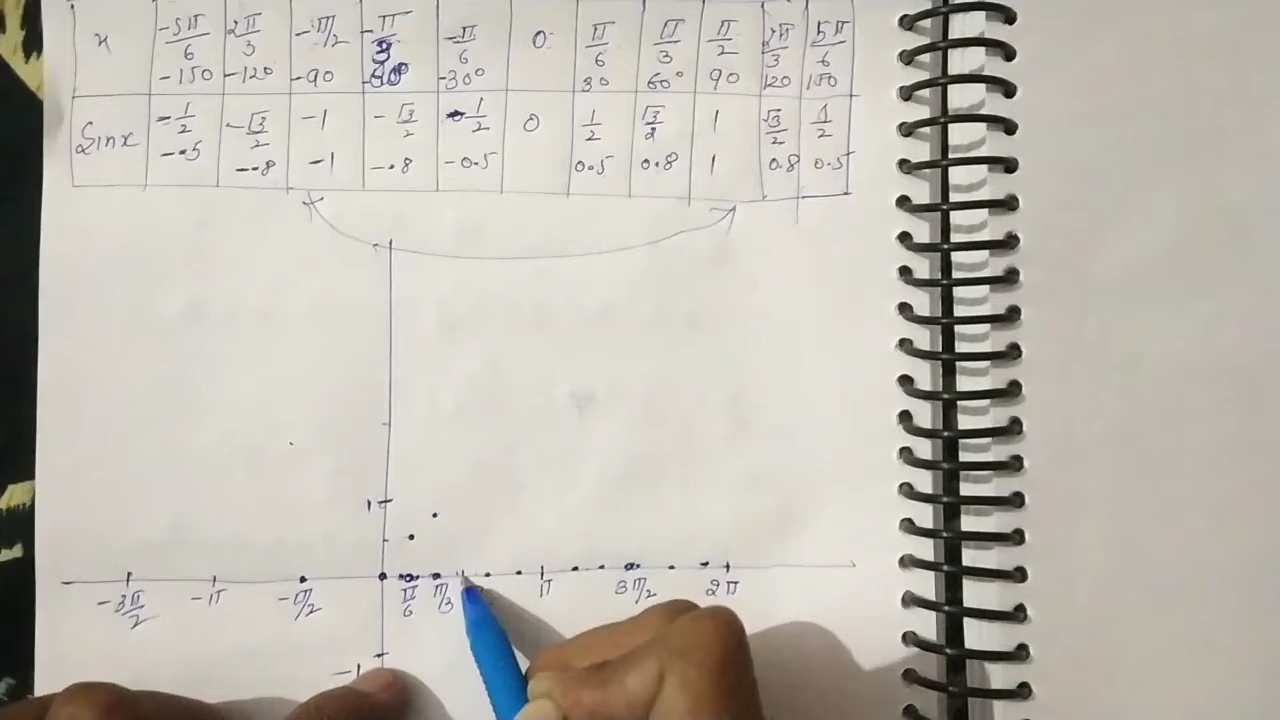 x -5π/6 2π/3 -π/2 -π/3 -π/6 0 π/6 π/3 π/2 2π/3 5π/6
-150 -120 -90 -60° -30° 30 60° 90 120 150
Sinx -1/2 -√3/2 -1 -√3/2 -1/2 0 1/2 √3/2 1 √3/2 1/2
-.5 -.8 -1 -.8 -0.5 0.5 0.8 1 0.8 0.5
1
-3π/2 -π -π/2 π/6 π/3 π 3π/2 2π
-1